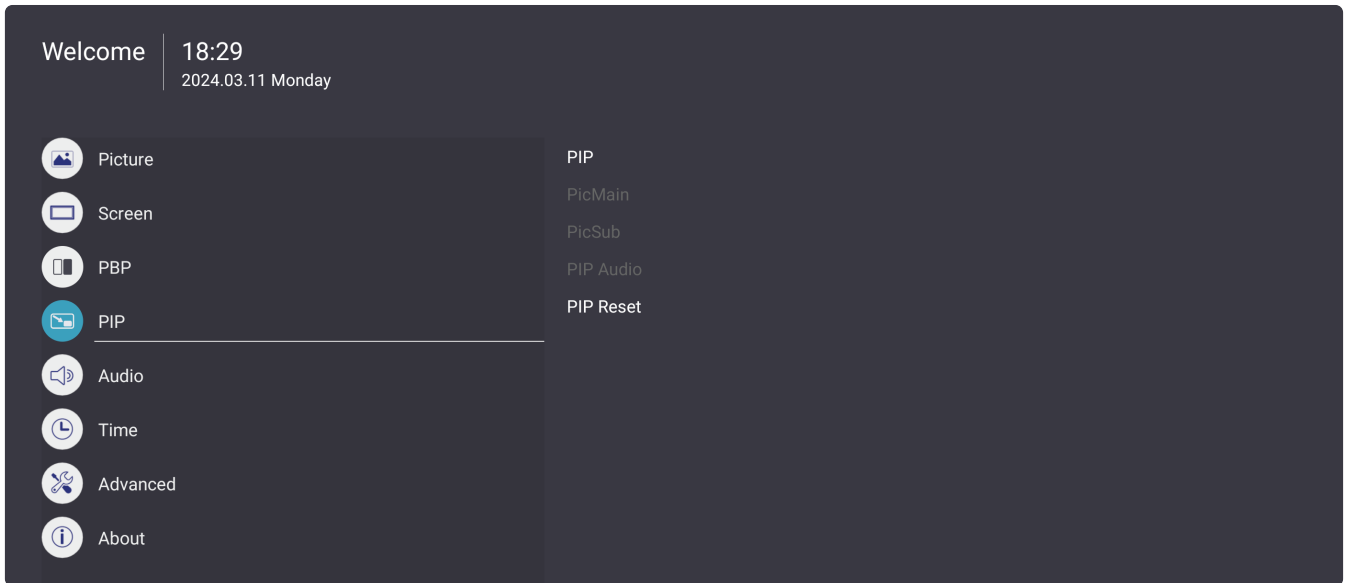 Welcome
18:29
2024.03.11 Monday
Picture
Screen
PBP
PIP
Audio
Time
Advanced
About
PIP
PicMain
PicSub
PIP Audio
PIP Reset